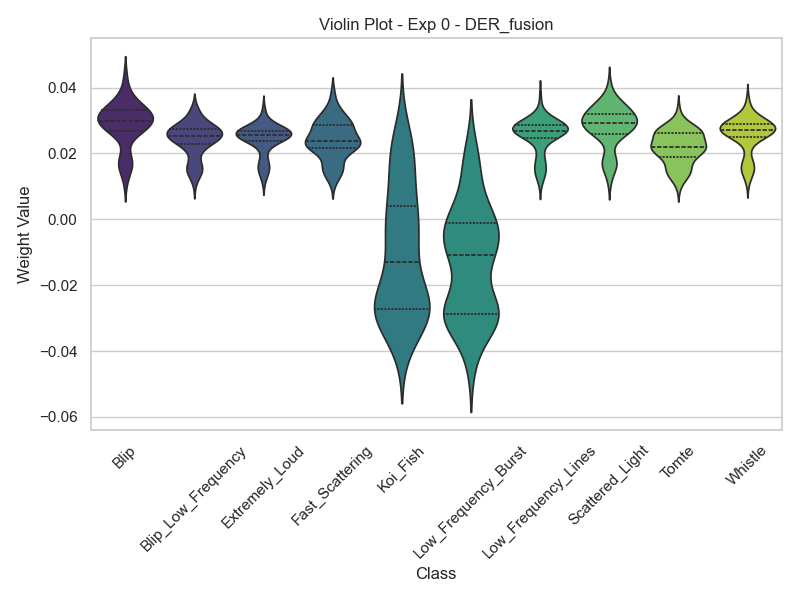 Violin Plot - Exp 0 - DER_fusion
Weight Value
0.04
0.02
0.00
−0.02
−0.04
−0.06
Blip
Blip_Low_Frequency
Extremely_Loud
Fast_Scattering
Koi_Fish
Low_Frequency_Burst
Low_Frequency_Lines
Scattered_Light
Tomte
Whistle
Class